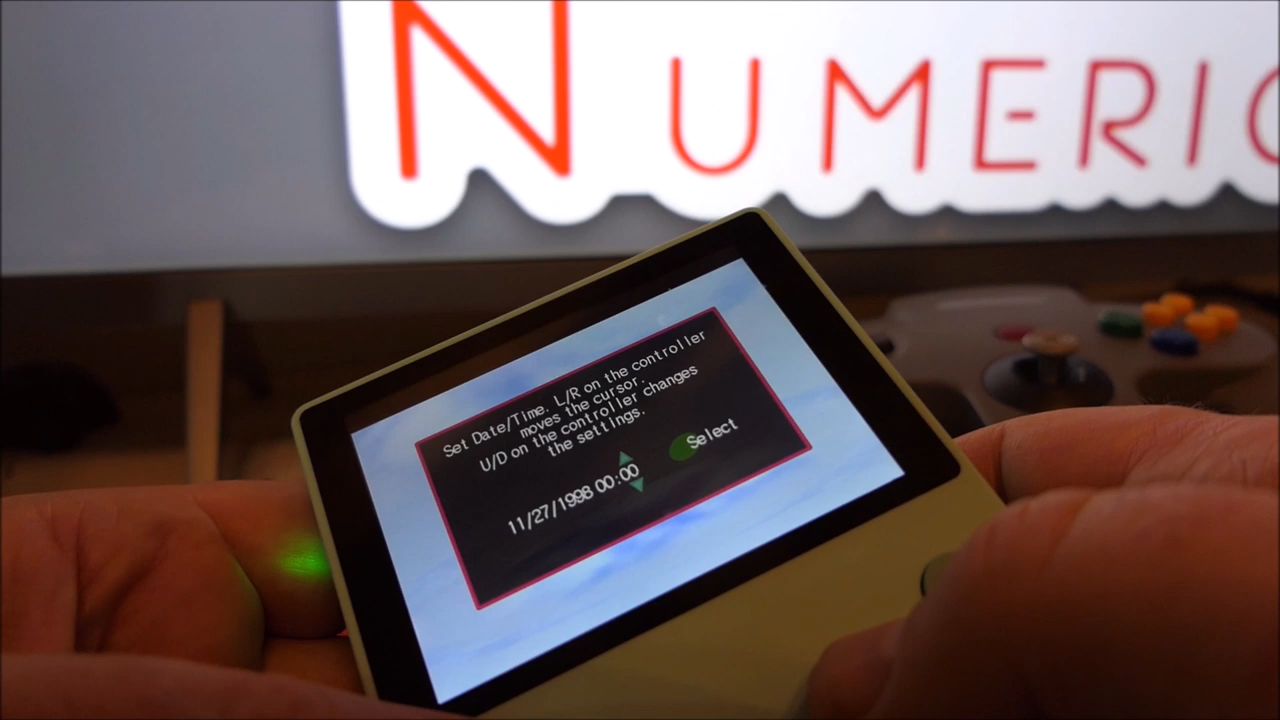 NUMERIC
Set Date/Time. L/R on the controller
moves the cursor.
U/D on the controller changes
the settings.
11/27/1998 00:00
Select